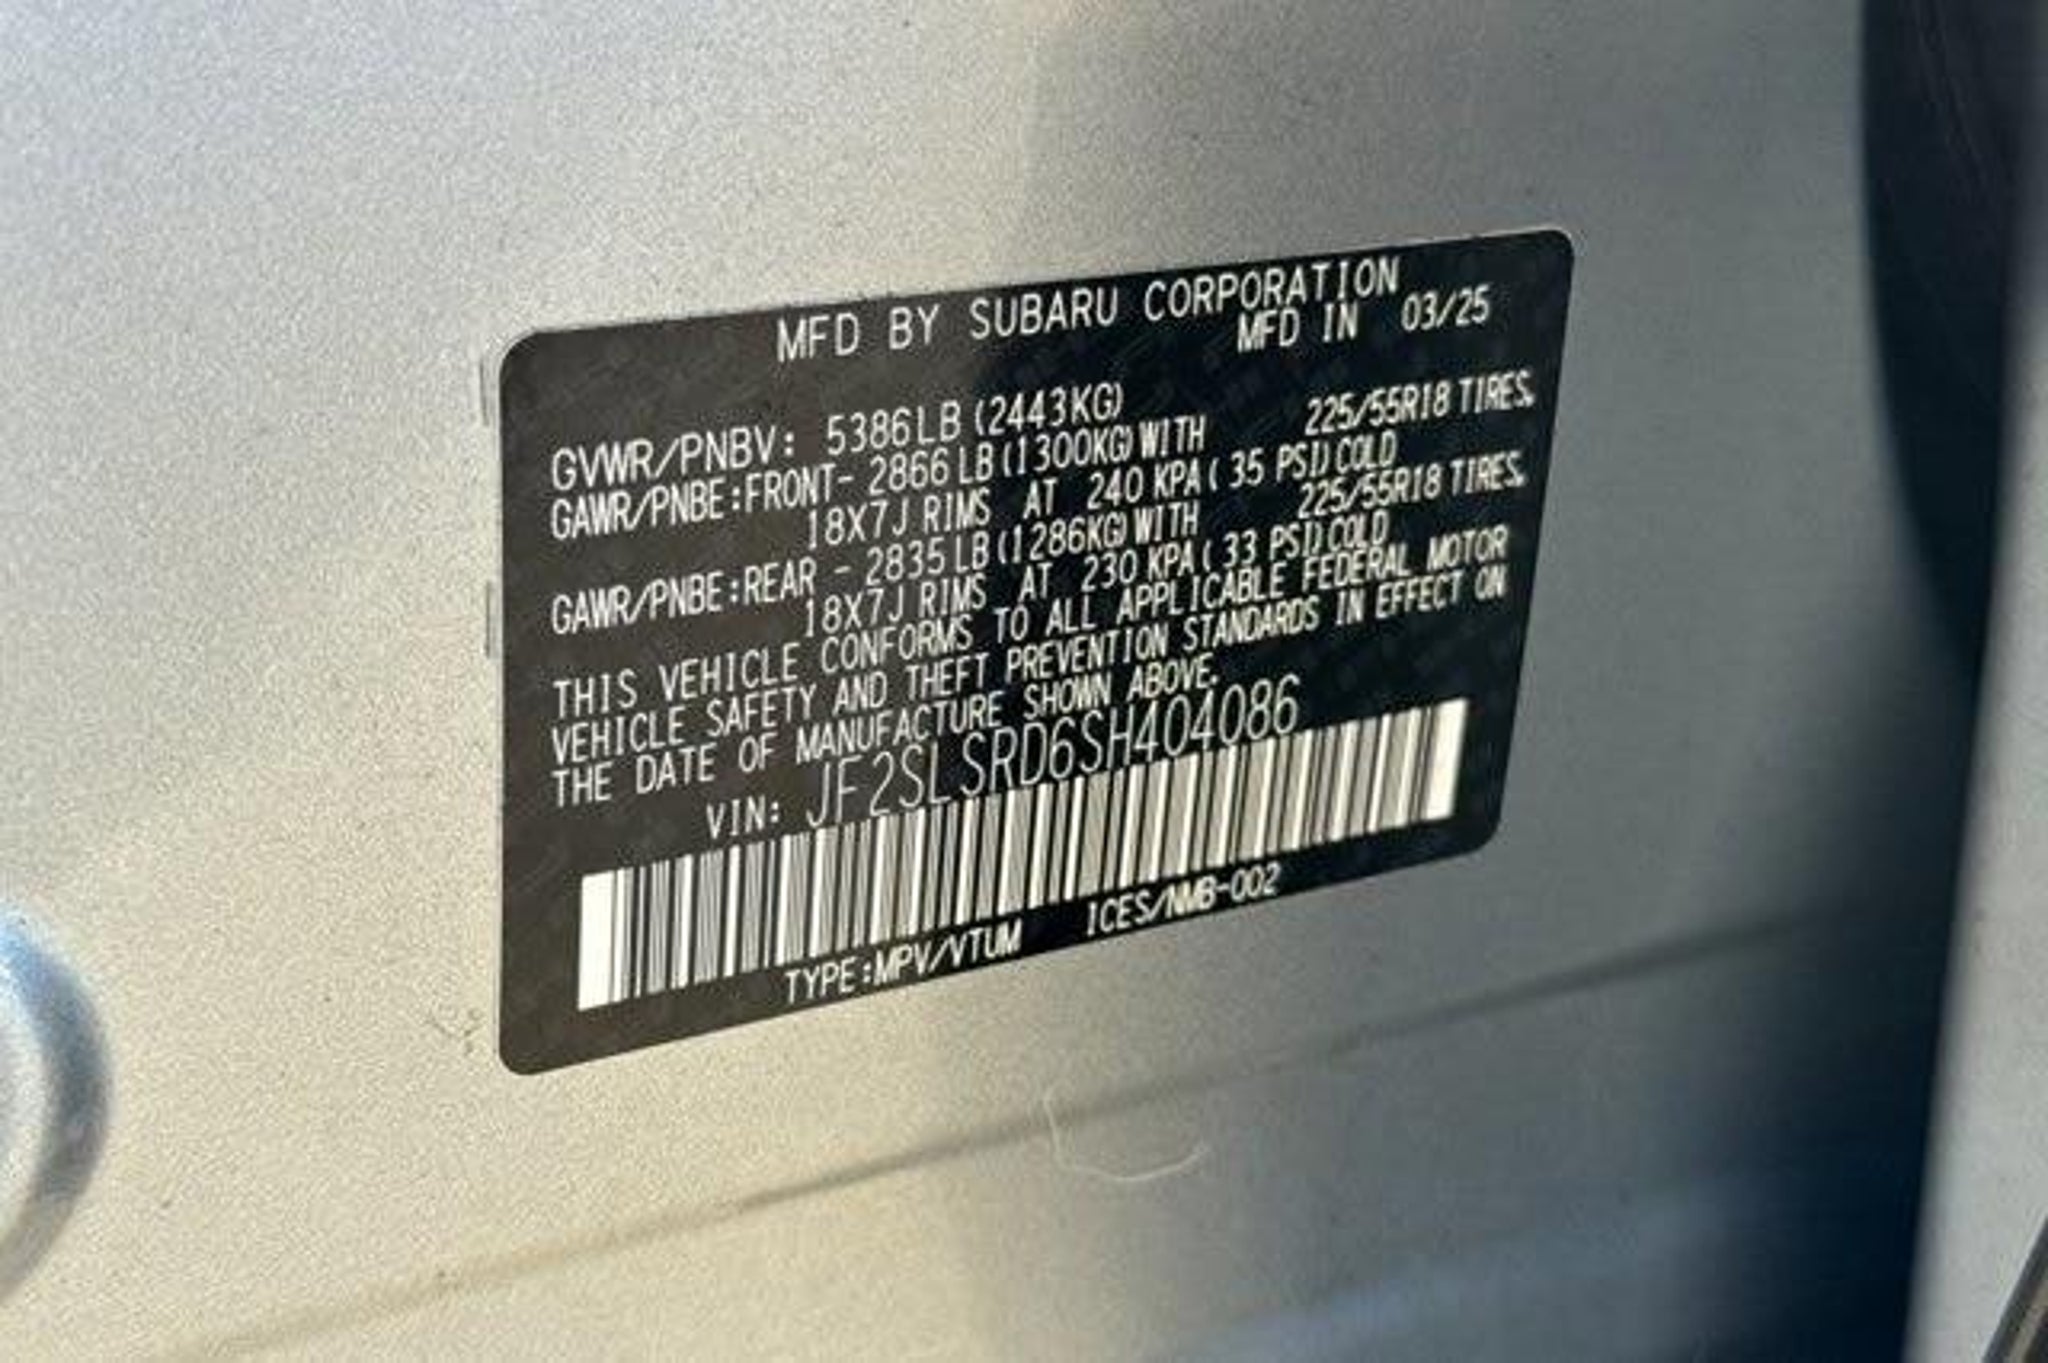 MFD BY SUBARU CORPORATION
MFD IN 03/25
GVWR/PNBV: 5386LB (2443KG)
GAWR/PNBE:FRONT- 2866 LB (1300KG) WITH 225/55R18 TIRES.
18X7J RIMS AT 240 KPA ( 35 PSI) COLD
GAWR/PNBE:REAR - 2835 LB (1286KG) WITH 225/55R18 TIRES.
18X7J RIMS AT 230 KPA ( 33 PSI) COLD
THIS VEHICLE CONFORMS TO ALL APPLICABLE FEDERAL MOTOR
VEHICLE SAFETY AND THEFT PREVENTION STANDARDS IN EFFECT ON
THE DATE OF MANUFACTURE SHOWN ABOVE.
VIN: JF2SLSRD6SH404086
TYPE:MPV/VTUM ICES/NMB-002